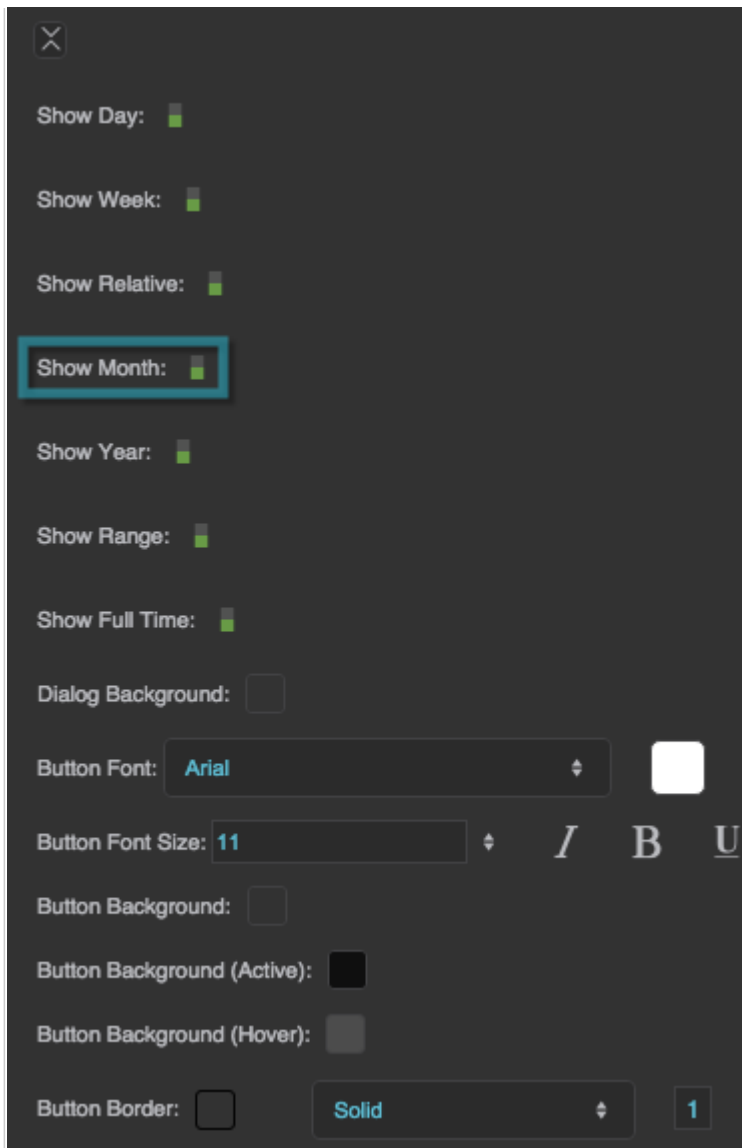 Show Day:
Show Week:
Show Relative:
Show Month:
Show Year:
Show Range:
Show Full Time:
Dialog Background:
Button Font: Arial
Button Font Size: 11 I B U
Button Background:
Button Background (Active):
Button Background (Hover):
Button Border: Solid 1